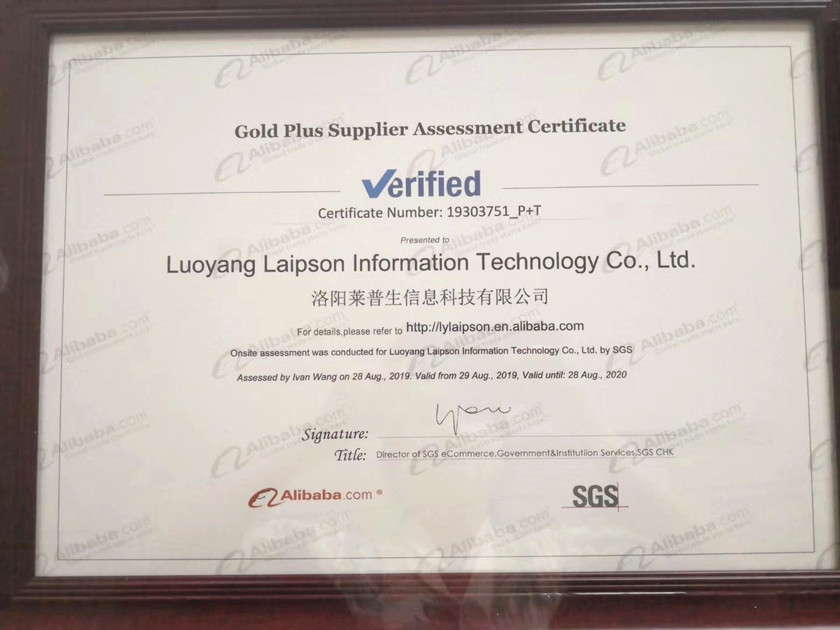 Gold Plus Supplier Assessment Certificate
Verified
Certificate Number: 19303751_P+T
Presented to
Luoyang Laipson Information Technology Co., Ltd.
洛阳莱普生信息科技有限公司
For details,please refer to http://lylaipson.en.alibaba.com
Onsite assessment was conducted for Luoyang Laipson Information Technology Co., Ltd. by SGS
Assessed by Ivan Wang on 28 Aug., 2019. Valid from 29 Aug., 2019, Valid until: 28 Aug., 2020
Signature:
Title: Director of SGS eCommerce,Government&Institutiion Services,SGS CHK
Alibaba.com®
SGS